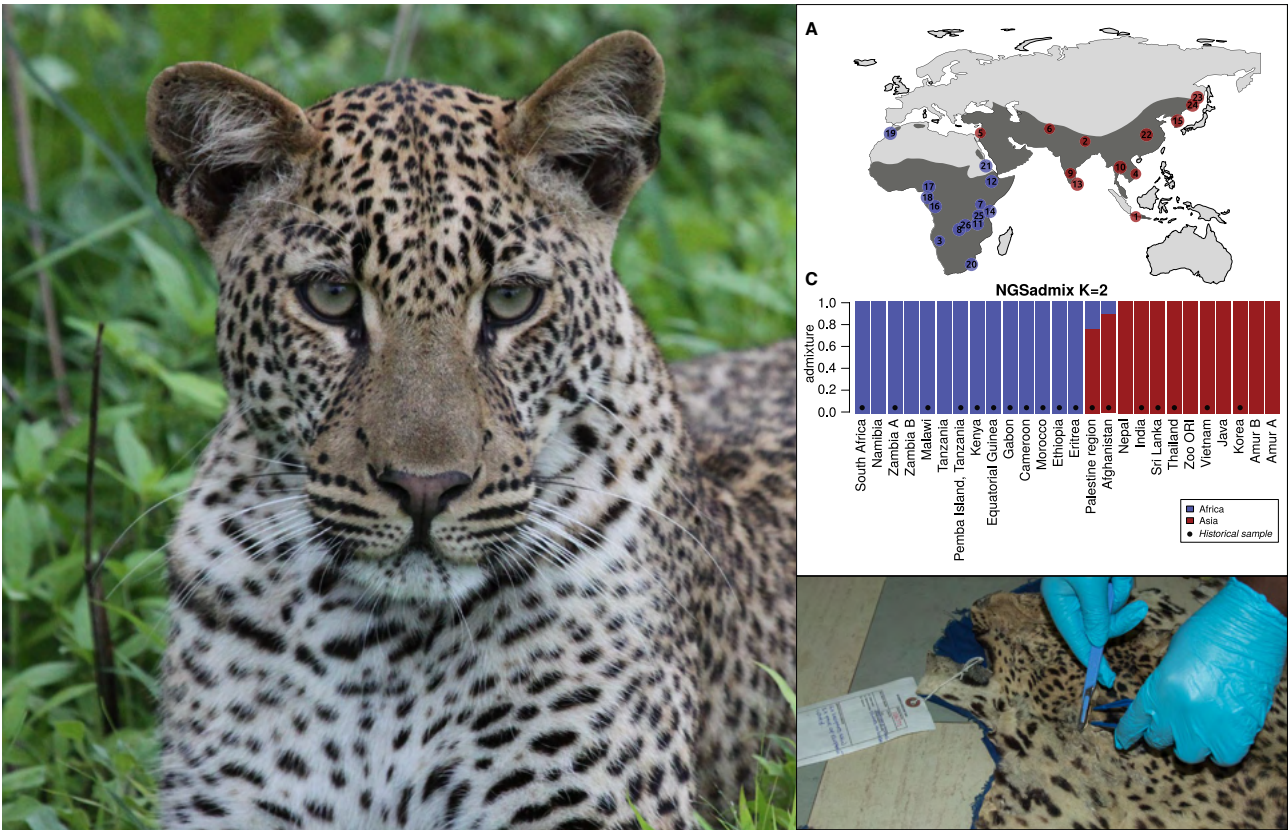 A
19
5
6
2
22
23
24
15
21
12
9
13
10
4
17
18
16
7
14
25
26
11
8
3
20
1
C
NGSadmix K=2
admixture
1.0
0.8
0.6
0.4
0.2
0.0
South Africa
Namibia
Zambia A
Zambia B
Malawi
Tanzania
Pemba Island, Tanzania
Kenya
Equatorial Guinea
Gabon
Cameroon
Morocco
Ethiopia
Eritrea
Palestine region
Afghanistan
Nepal
India
Sri Lanka
Thailand
Zoo ORI
Vietnam
Java
Korea
Amur B
Amur A
Africa
Asia
Historical sample